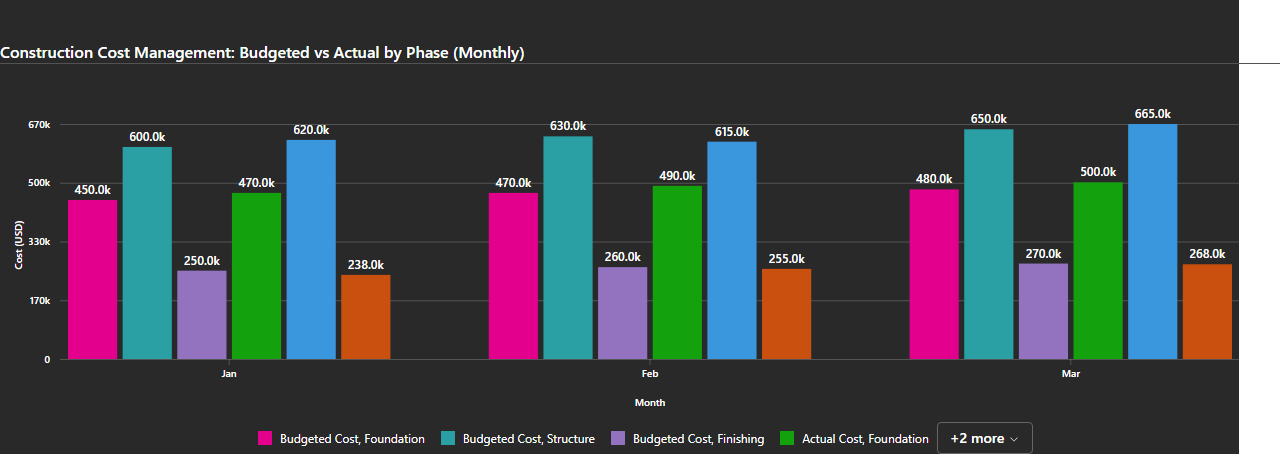 Construction Cost Management: Budgeted vs Actual by Phase (Monthly)
670k
500k
330k
170k
0
Cost (USD)
450.0k
600.0k
250.0k
470.0k
620.0k
238.0k
470.0k
630.0k
260.0k
490.0k
615.0k
255.0k
480.0k
650.0k
270.0k
500.0k
665.0k
268.0k
Jan
Feb
Mar
Month
Budgeted Cost, Foundation
Budgeted Cost, Structure
Budgeted Cost, Finishing
Actual Cost, Foundation
+2 more